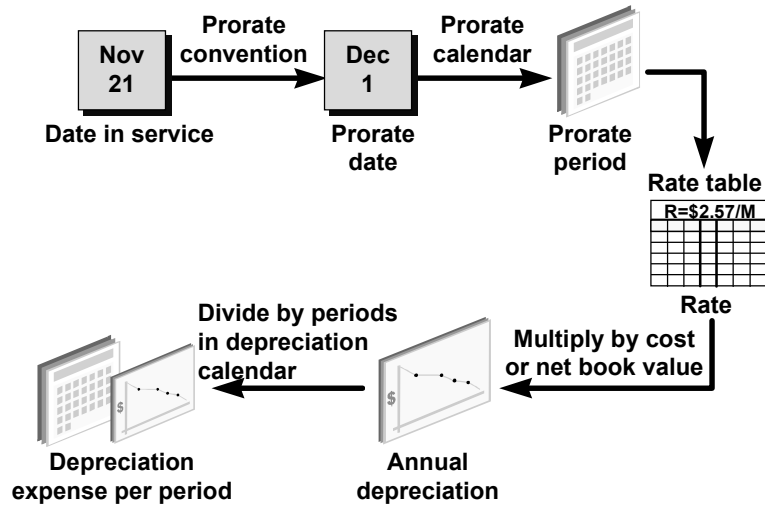 Nov
21
Prorate
convention
Dec
1
Prorate
calendar
Date in service
Prorate
date
Prorate
period
Rate table
R=$2.57/M
Rate
Multiply by cost
or net book value
$
Annual
depreciation
Divide by periods
in depreciation
calendar
$
Depreciation
expense per period